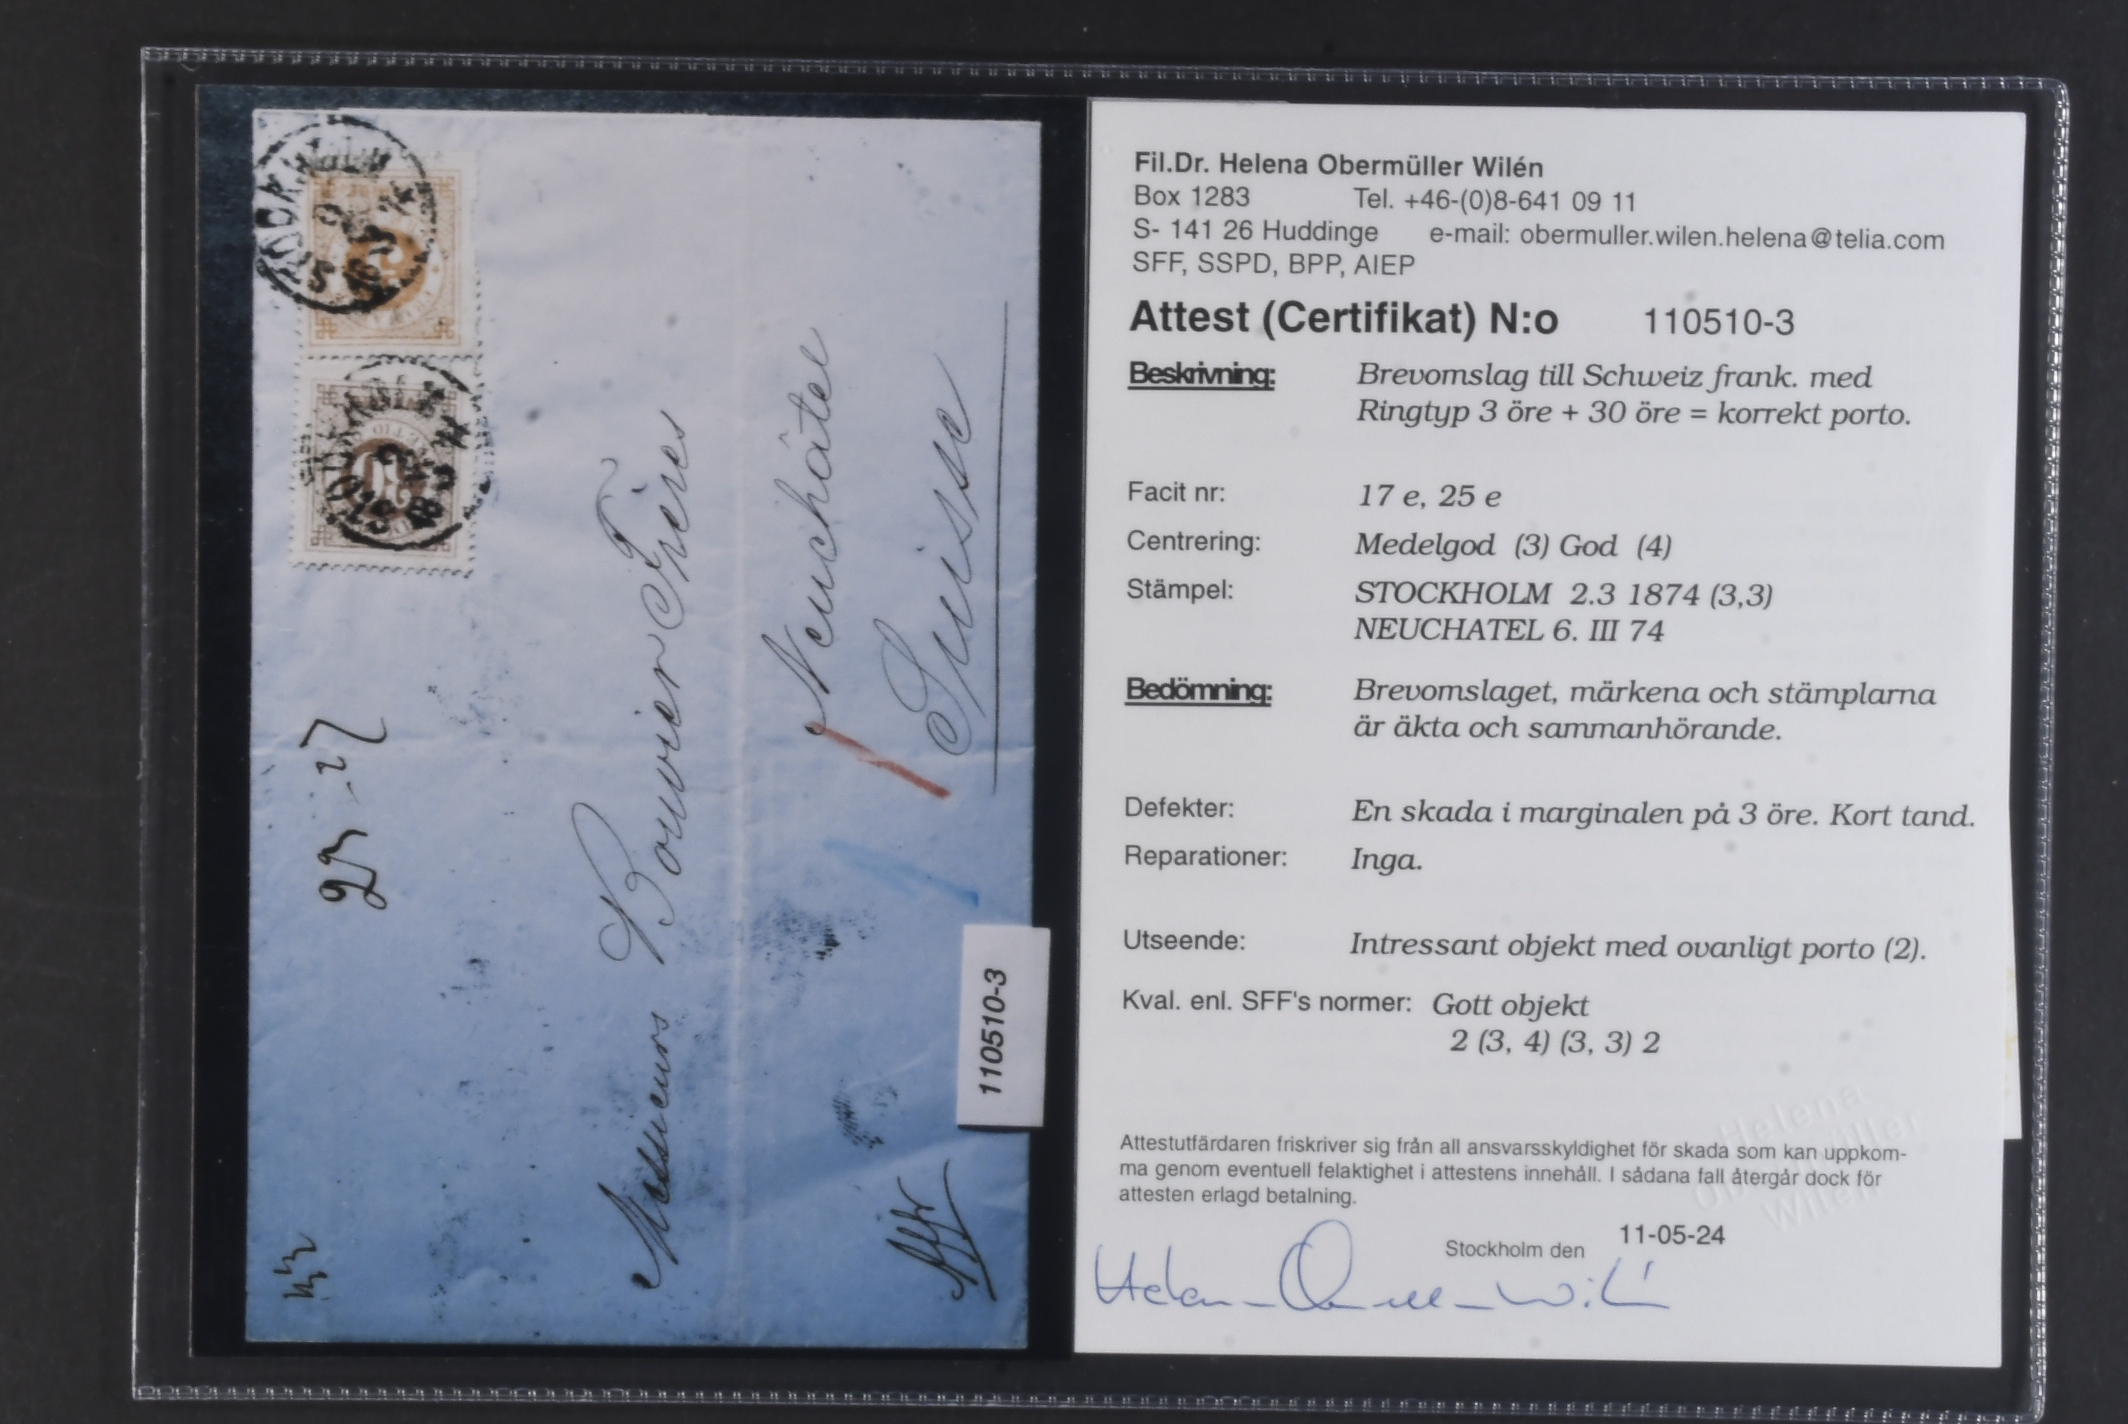 STOCKHOLM
STOCKHOLM
Messieurs Bouvier Frères
Neuchâtel
Suisse
110510-3
Fil.Dr. Helena Obermüller Wilén
Box 1283 Tel. +46-(0)8-641 09 11
S- 141 26 Huddinge e-mail: obermuller.wilen.helena@telia.com
SFF, SSPD, BPP, AIEP
Attest (Certifikat) N:o 110510-3
Beskrivning: Brevomslag till Schweiz frank. med
Ringtyp 3 öre + 30 öre = korrekt porto.
Facit nr: 17 e, 25 e
Centrering: Medelgod (3) God (4)
Stämpel: STOCKHOLM 2.3 1874 (3,3)
NEUCHATEL 6. III 74
Bedömning: Brevomslaget, märkena och stämplarna
är äkta och sammanhörande.
Defekter: En skada i marginalen på 3 öre. Kort tand.
Reparationer: Inga.
Utseende: Intressant objekt med ovanligt porto (2).
Kval. enl. SFF's normer: Gott objekt
2 (3, 4) (3, 3) 2
Helena
Obermüller
Wilén
Attestutfärdaren friskriver sig från all ansvarsskyldighet för skada som kan uppkom-
ma genom eventuell felaktighet i attestens innehåll. I sådana fall återgår dock för
attesten erlagd betalning.
Stockholm den 11-05-24